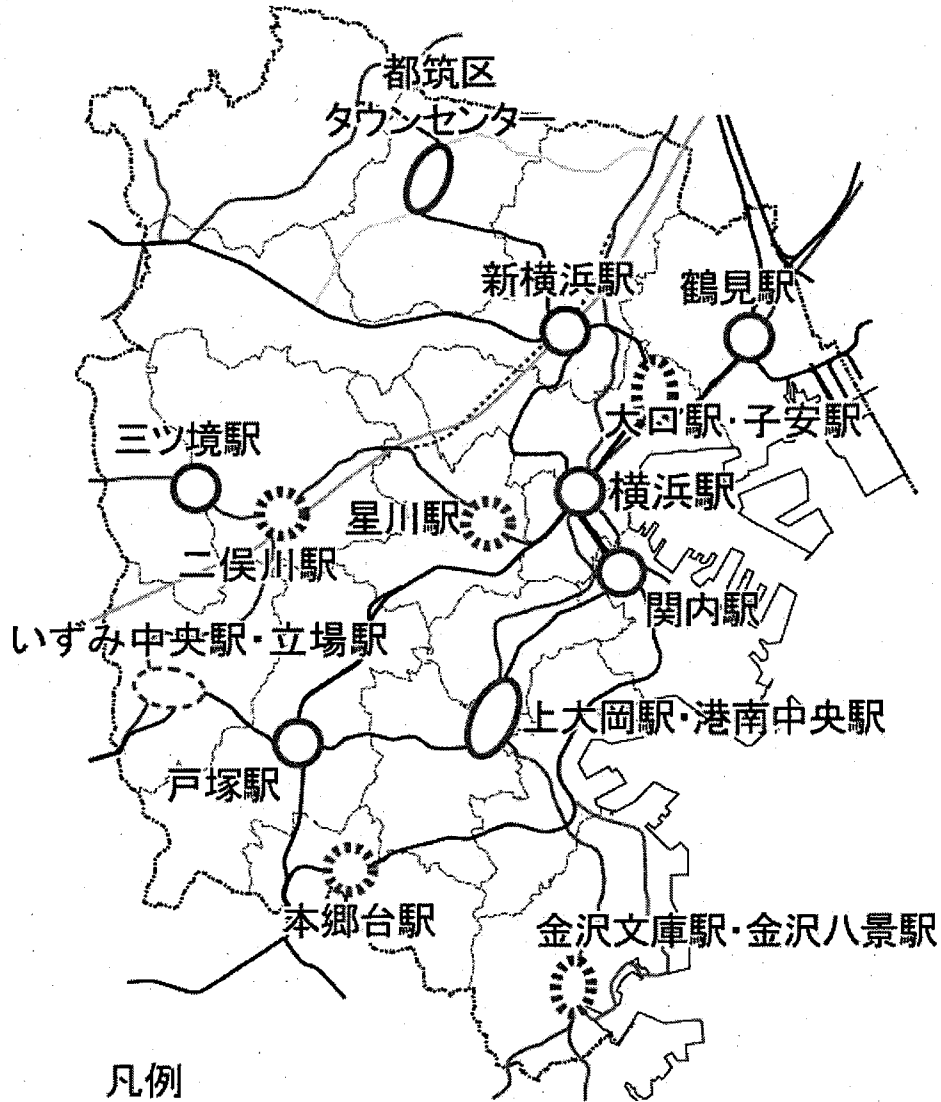 都筑区
タウンセンター
新横浜駅
鶴見駅
大口駅・子安駅
三ツ境駅
横浜駅
星川駅
二俣川駅
関内駅
いずみ中央駅・立場駅
上大岡駅・港南中央駅
戸塚駅
本郷台駅
金沢文庫駅・金沢八景駅
凡例